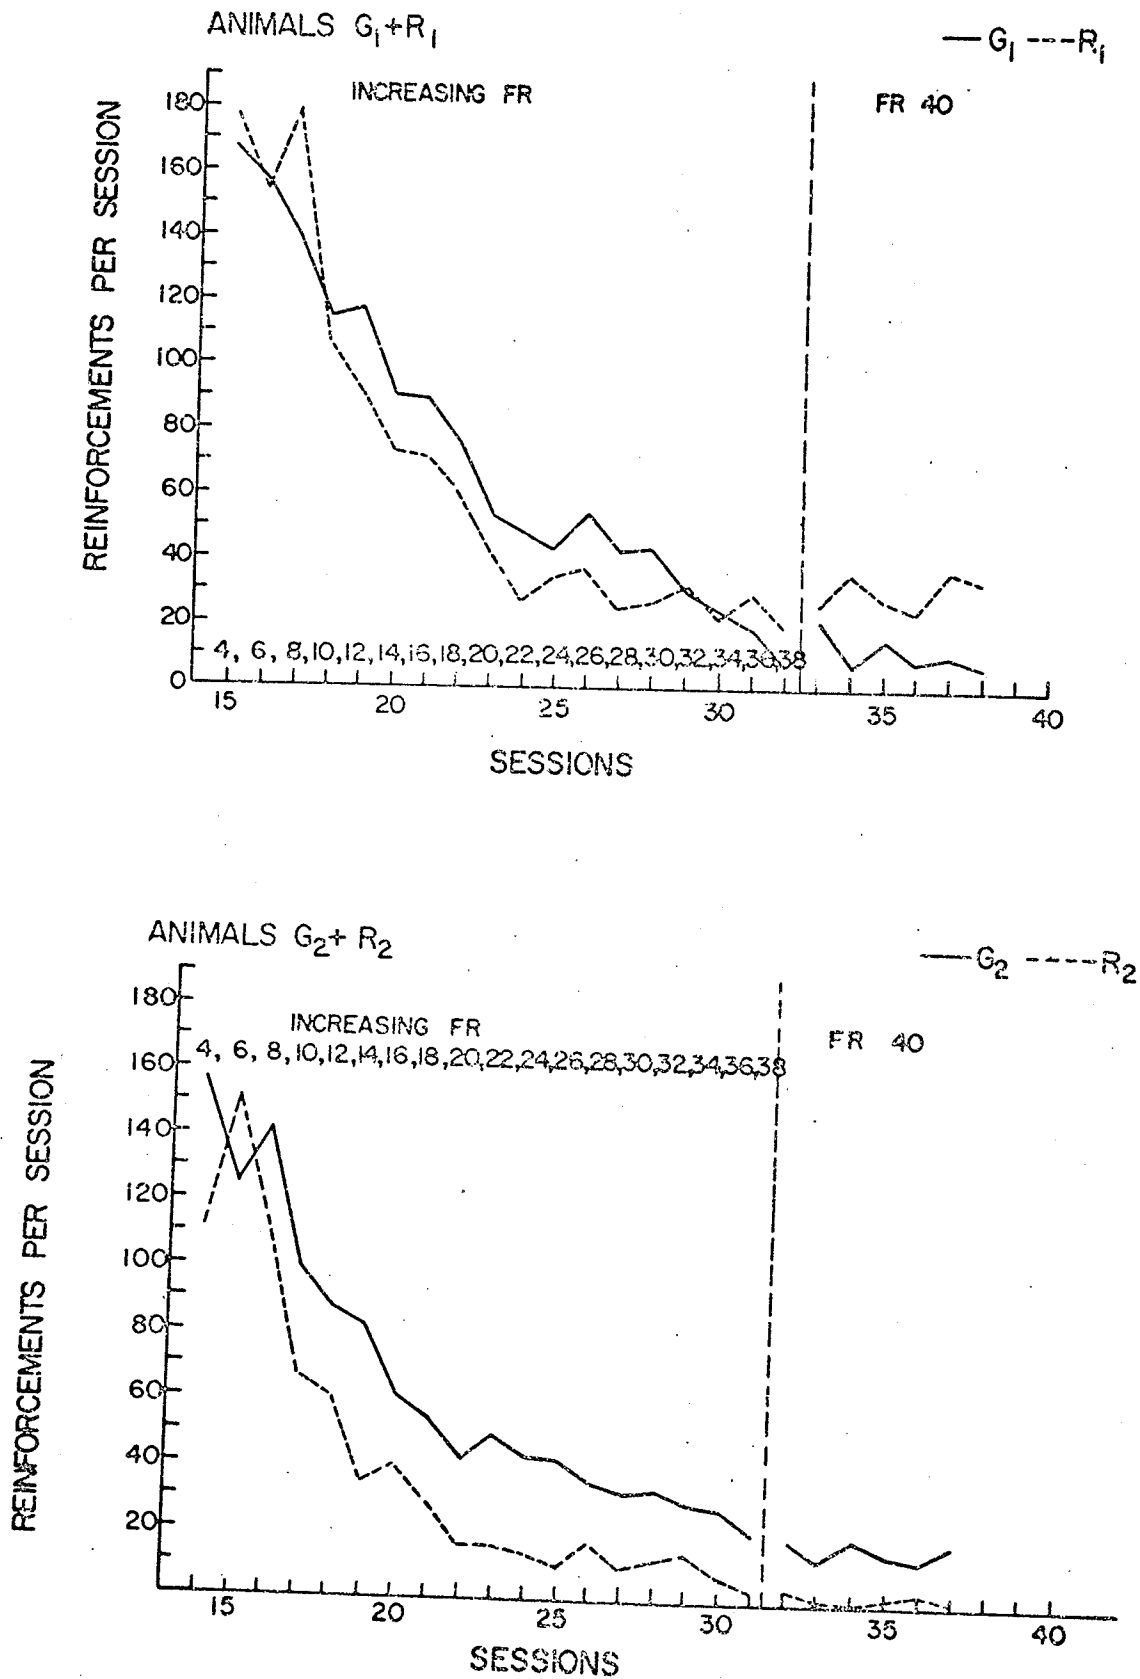 ANIMALS G1+R1
G1 R1
INCREASING FR
FR 40
REINFORCEMENTS PER SESSION
180
160
140
120
100
80
60
40
20
0
4, 6, 8, 10, 12, 14, 16, 18, 20, 22, 24, 26, 28, 30, 32, 34, 36, 38
15 20 25 30 35 40
SESSIONS
ANIMALS G2+ R2
G2 R2
INCREASING FR
FR 40
4, 6, 8, 10, 12, 14, 16, 18, 20, 22, 24, 26, 28, 30, 32, 34, 36, 38
REINFORCEMENTS PER SESSION
180
160
140
120
100
80
60
40
20
15 20 25 30 35 40
SESSIONS